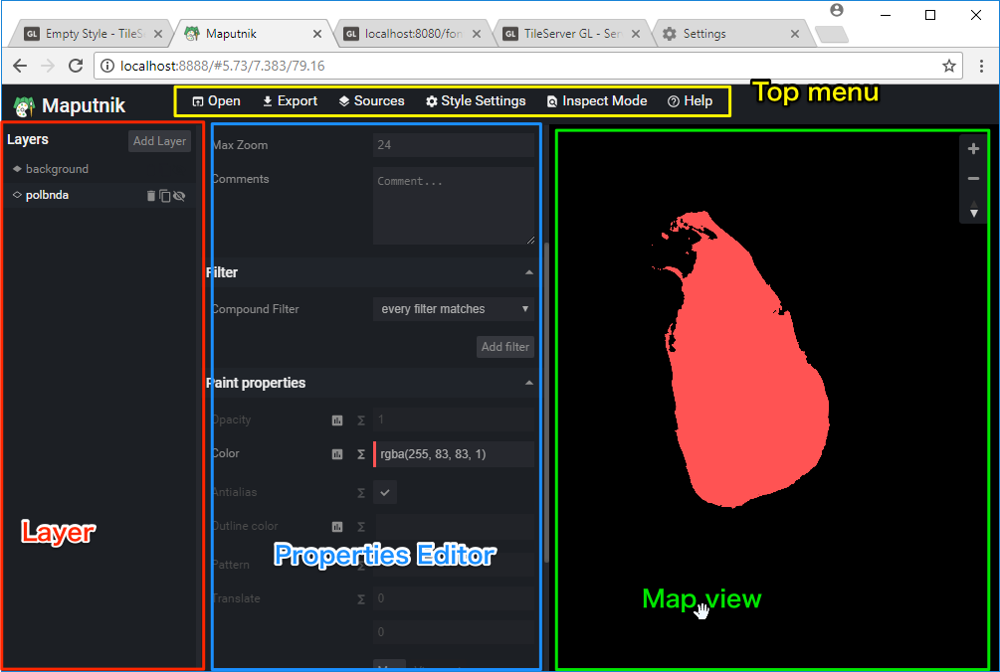 GL Empty Style - TileS
Maputnik
GL localhost:8080/fon
GL TileServer GL - Ser
Settings
localhost:8888/#5.73/7.383/79.16
Maputnik
Open Export Sources Style Settings Inspect Mode Help
Top menu
Layers
Add Layer
background
polbnda
Layer
Max Zoom 24
Comments Comment...
Filter
Compound Filter every filter matches
Add filter
Paint properties
Opacity Σ 1
Color Σ rgba(255, 83, 83, 1)
Antialias Σ
Outline color Σ
Properties Editor
Pattern
Translate Σ 0
0
Map view